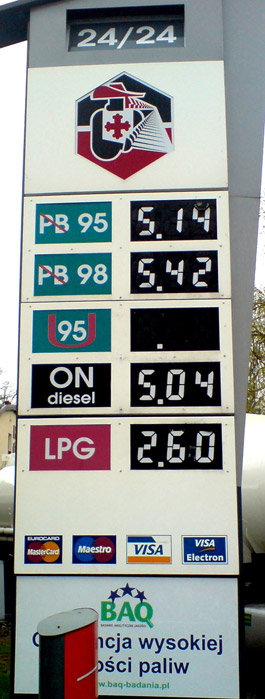 24/24
PB 95 5.14
PB 98 5.42
U 95 .
ON 5.04
diesel
LPG 2.60
EUROCARD
MasterCard Maestro VISA VISA
Electron
BAQ
wysokiej
paliw
www.baq-badania.pl